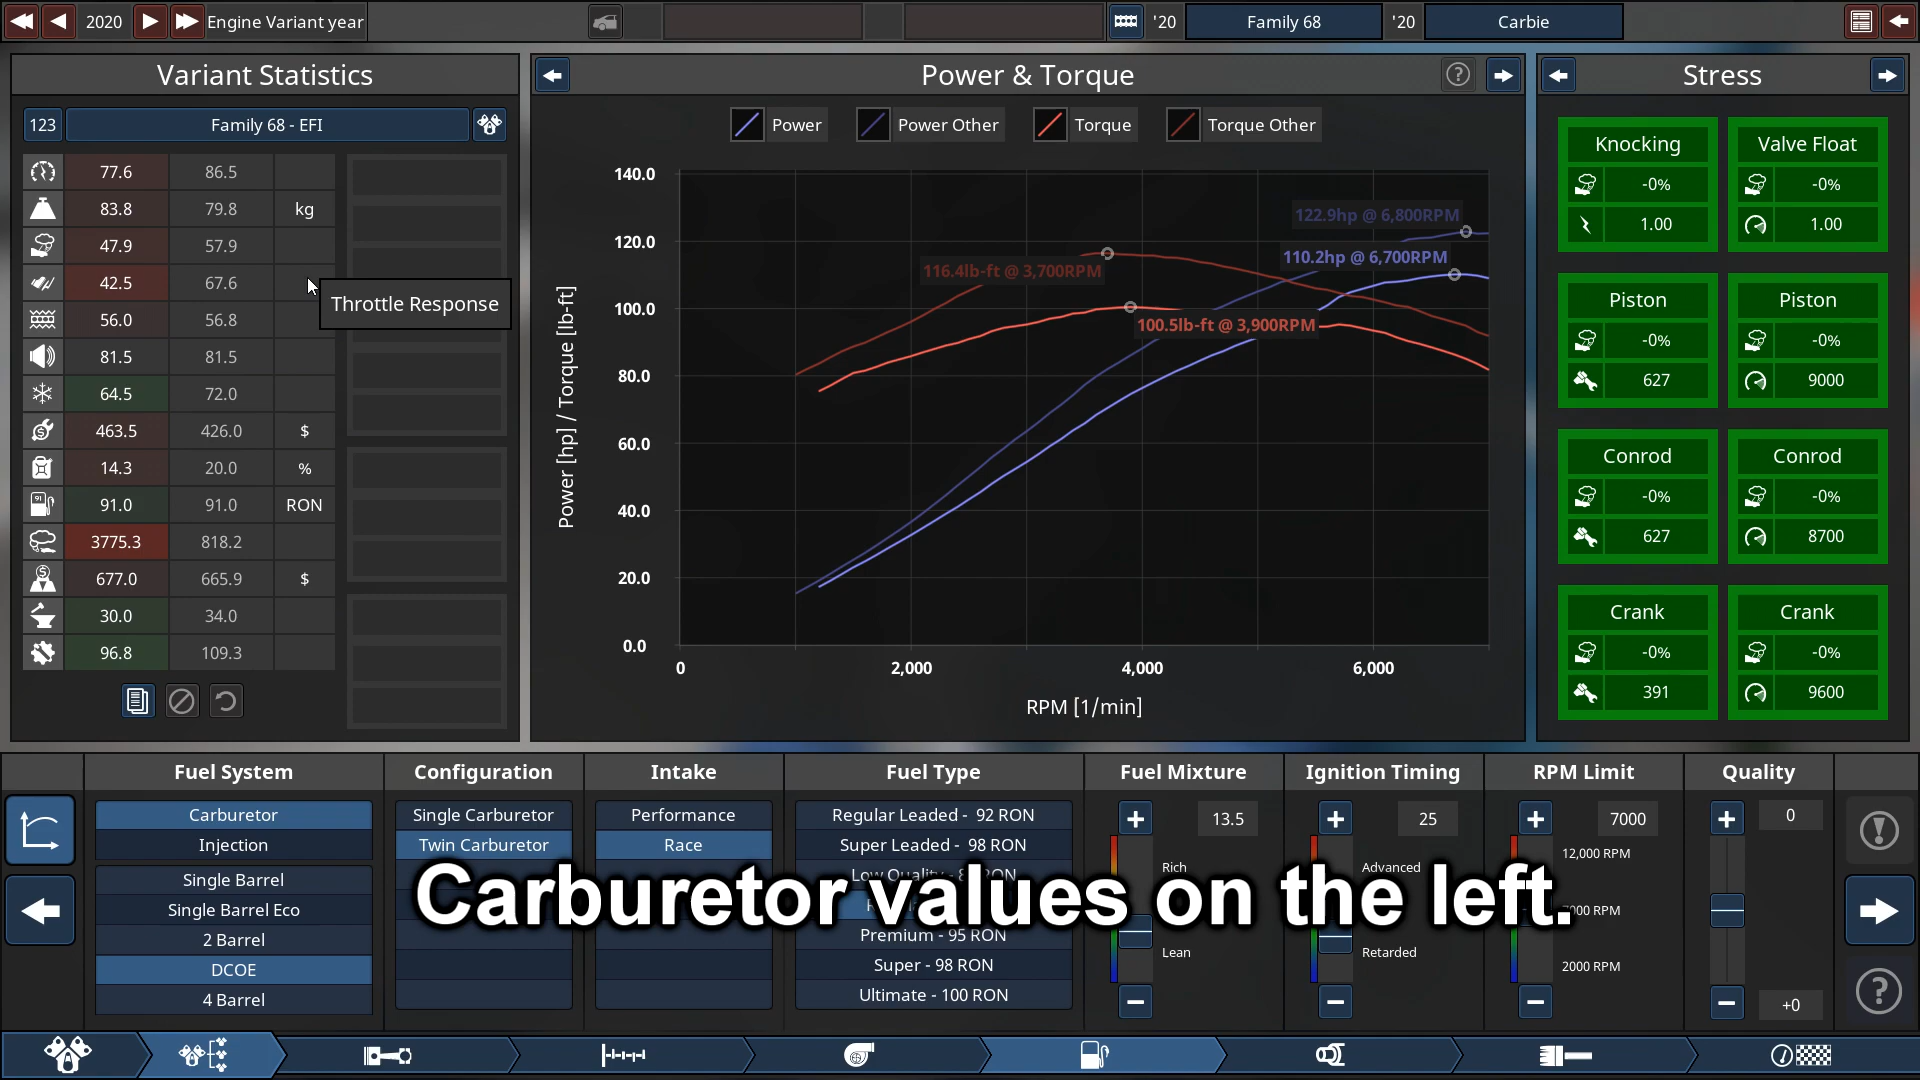 2020 Engine Variant year '20 Family 68 '20 Carbie
Variant Statistics
123 Family 68 - EFI
77.6 86.5
83.8 79.8 kg
47.9 57.9
42.5 67.6
Throttle Response
56.0 56.8
81.5 81.5
64.5 72.0
463.5 426.0 $
14.3 20.0 %
91.0 91.0 RON
3775.3 818.2
677.0 665.9 $
30.0 34.0
96.8 109.3
Power & Torque
?
Power Power Other Torque Torque Other
140.0
120.0
100.0
80.0
60.0
40.0
20.0
0.0
Power [hp] / Torque [lb-ft]
122.9hp @ 6,800RPM
110.2hp @ 6,700RPM
116.4lb-ft @ 3,700RPM
100.5lb-ft @ 3,900RPM
0 2,000 4,000 6,000
RPM [1/min]
Stress
Knocking Valve Float
-0% -0%
1.00 1.00
Piston Piston
-0% -0%
627 9000
Conrod Conrod
-0% -0%
627 8700
Crank Crank
-0% -0%
391 9600
Fuel System
Carburetor
Injection
Single Barrel
Single Barrel Eco
2 Barrel
DCOE
4 Barrel
Configuration
Single Carburetor
Twin Carburetor
Intake
Performance
Race
Fuel Type
Regular Leaded - 92 RON
Super Leaded - 98 RON
Low Quality -
Premium - 95 RON
Super - 98 RON
Ultimate - 100 RON
Fuel Mixture
+ 13.5
Rich
Lean
−
Ignition Timing
+ 25
Advanced
Retarded
−
RPM Limit
+ 7000
12,000 RPM
RPM
2000 RPM
−
Quality
+ 0
− +0
?
Carburetor values on the left.